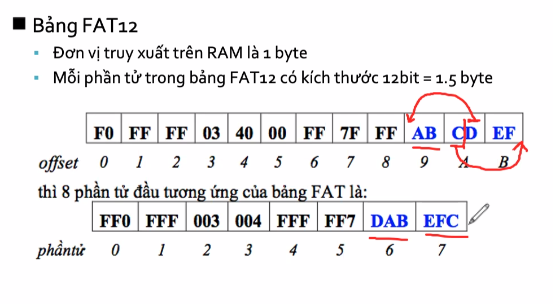 Bảng FAT12
Đơn vị truy xuất trên RAM là 1 byte
Mỗi phần tử trong bảng FAT12 có kích thước 12bit = 1.5 byte
F0 FF FF 03 40 00 FF 7F FF AB CD EF
offset 0 1 2 3 4 5 6 7 8 9 A B
thì 8 phần tử đầu tương ứng của bảng FAT là:
FF0 FFF 003 004 FFF FF7 DAB EFC
phầntử 0 1 2 3 4 5 6 7